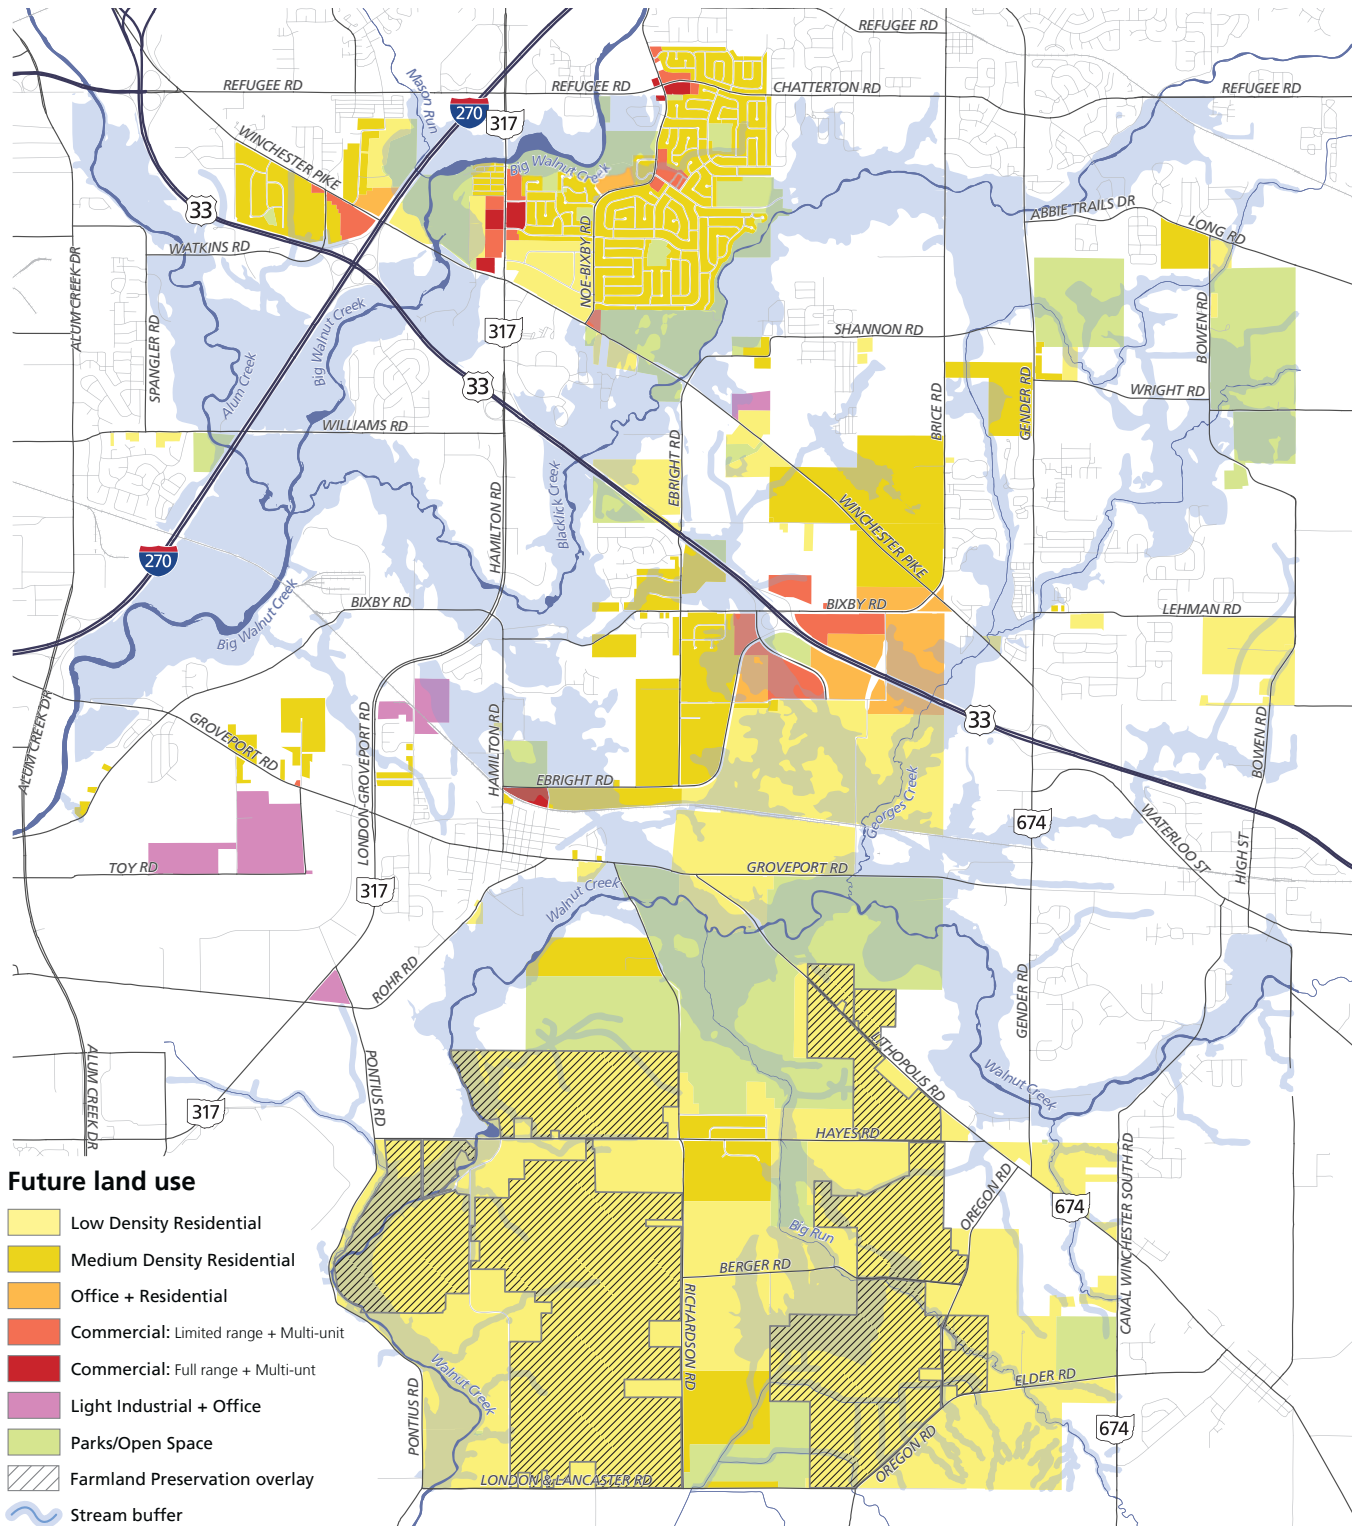 REFUGEE RD
REFUGEE RD
REFUGEE RD
CHATTERTON RD
REFUGEE RD
Mason Run
270
317
WINCHESTER PIKE
Big Walnut Creek
33
ABBIE TRAILS DR
LONG RD
WATKINS RD
NOE-BIXBY RD
ALUM CREEK DR
SPANGLER RD
Big Walnut Creek
Alum Creek
317
SHANNON RD
BOWEN RD
33
BRICE RD
GENDER RD
WRIGHT RD
WILLIAMS RD
EBRIGHT RD
HAMILTON RD
Blacklick Creek
WINCHESTER PIKE
270
Big Walnut Creek
BIXBY RD
BIXBY RD
LEHMAN RD
ALUM CREEK DR
GROVEPORT RD
LONDON-GROVEPORT RD
HAMILTON RD
33
BOWEN RD
EBRIGHT RD
Georges Creek
674
WATERLOO ST
HIGH ST
TOY RD
GROVEPORT RD
317
Walnut Creek
ROHR RD
GENDER RD
LITHOPOLIS RD
ALUM CREEK DR
PONTIUS RD
Walnut Creek
317
HAYES RD
CANAL WINCHESTER SOUTH RD
OREGON RD
674
Big Run
BERGER RD
RICHARDSON RD
Walnut Creek
PONTIUS RD
ELDER RD
674
OREGON RD
LONDON & LANCASTER RD
Future land use
Low Density Residential
Medium Density Residential
Office + Residential
Commercial: Limited range + Multi-unit
Commercial: Full range + Multi-unt
Light Industrial + Office
Parks/Open Space
Farmland Preservation overlay
Stream buffer